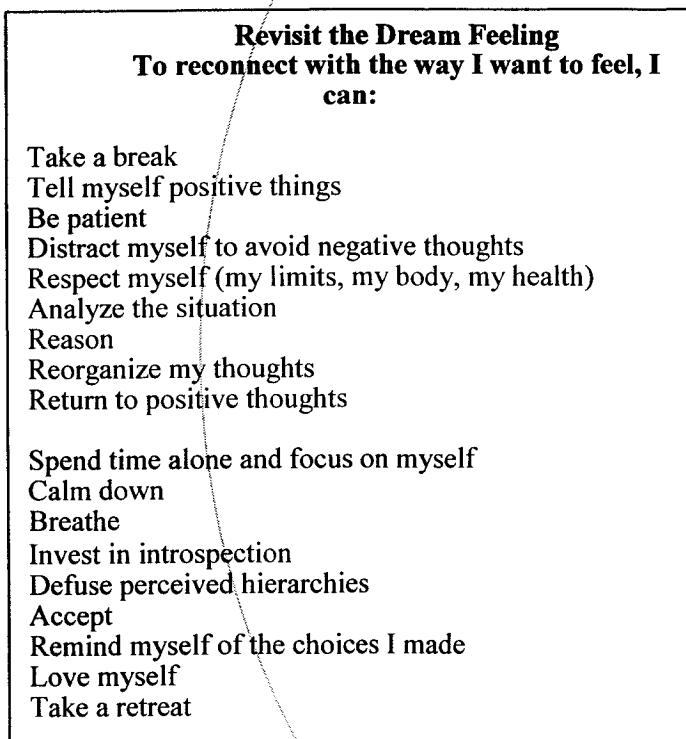 Revisit the Dream Feeling
To reconnect with the way I want to feel, I
can:
Take a break
Tell myself positive things
Be patient
Distract myself to avoid negative thoughts
Respect myself (my limits, my body, my health)
Analyze the situation
Reason
Reorganize my thoughts
Return to positive thoughts
Spend time alone and focus on myself
Calm down
Breathe
Invest in introspection
Defuse perceived hierarchies
Accept
Remind myself of the choices I made
Love myself
Take a retreat